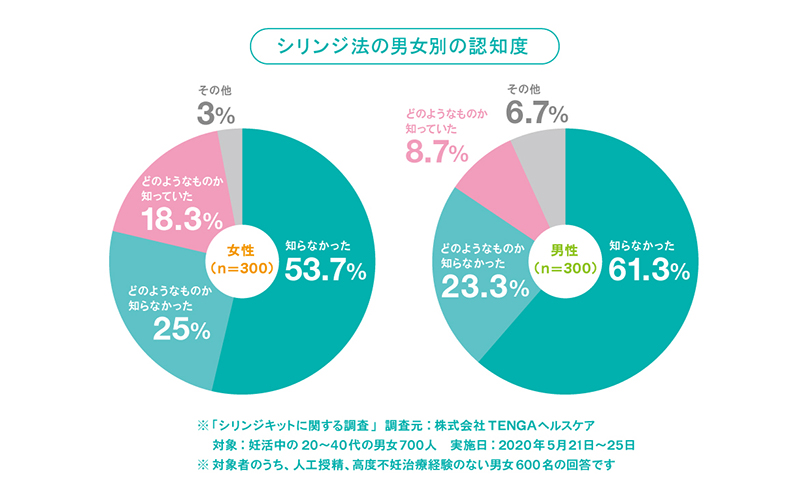 シリンジ法の男女別の認知度
その他
3%
どのようなものか
知っていた
18.3%
女性
(n=300)
知らなかった
53.7%
どのようなものか
知らなかった
25%
その他
6.7%
どのようなものか
知っていた
8.7%
どのようなものか
知らなかった
23.3%
男性
(n=300)
知らなかった
61.3%
※「シリンジキットに関する調査」 調査元：株式会社TENGAヘルスケア
対象：妊活中の20〜40代の男女700人 実施日：2020年5月21日〜25日
※ 対象者のうち、人工授精、高度不妊治療経験のない男女600名の回答です